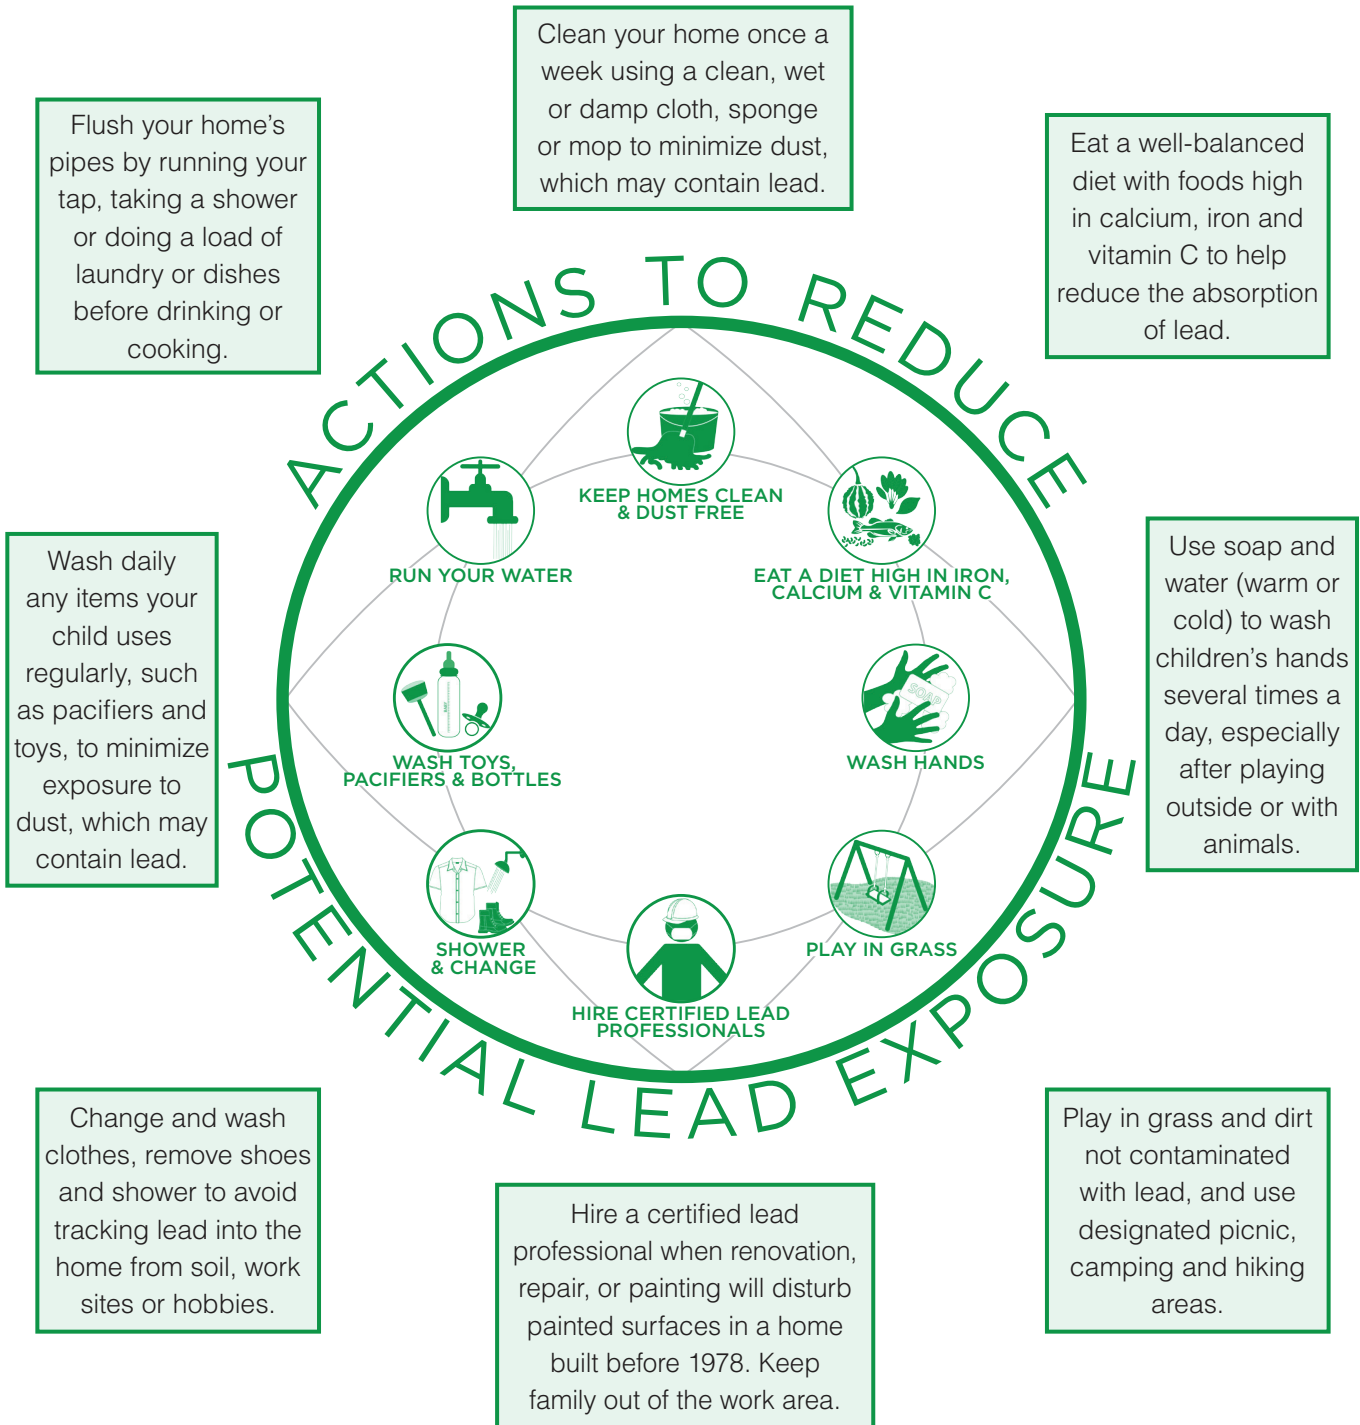 Clean your home once a
week using a clean, wet
or damp cloth, sponge
or mop to minimize dust,
which may contain lead.
Flush your home's
pipes by running your
tap, taking a shower
or doing a load of
laundry or dishes
before drinking or
cooking.
Eat a well-balanced
diet with foods high
in calcium, iron and
vitamin C to help
reduce the absorption
of lead.
ACTIONS TO REDUCE
POTENTIAL LEAD EXPOSURE
KEEP HOMES CLEAN
& DUST FREE
RUN YOUR WATER
EAT A DIET HIGH IN IRON,
CALCIUM & VITAMIN C
Wash daily
any items your
child uses
regularly, such
as pacifiers and
toys, to minimize
exposure to
dust, which may
contain lead.
WASH TOYS,
PACIFIERS & BOTTLES
SOAP
WASH HANDS
Use soap and
water (warm or
cold) to wash
children's hands
several times a
day, especially
after playing
outside or with
animals.
SHOWER
& CHANGE
HIRE CERTIFIED LEAD
PROFESSIONALS
PLAY IN GRASS
Change and wash
clothes, remove shoes
and shower to avoid
tracking lead into the
home from soil, work
sites or hobbies.
Hire a certified lead
professional when renovation,
repair, or painting will disturb
painted surfaces in a home
built before 1978. Keep
family out of the work area.
Play in grass and dirt
not contaminated
with lead, and use
designated picnic,
camping and hiking
areas.